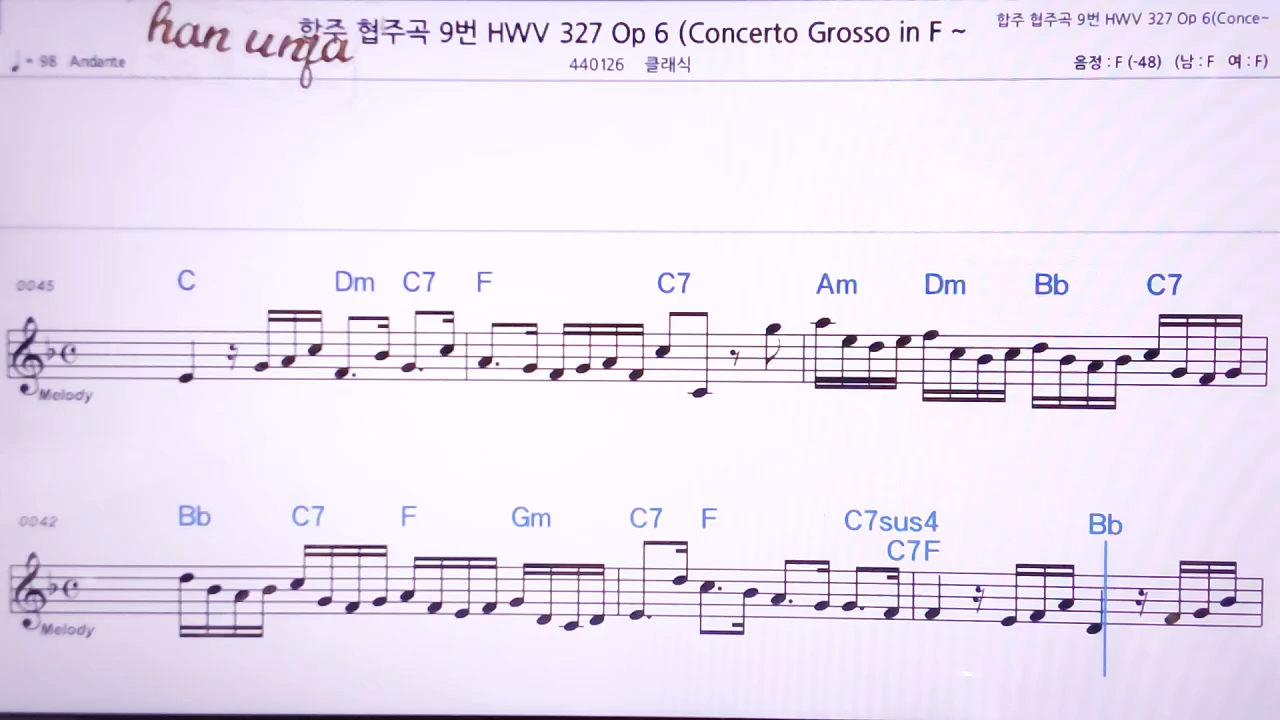 han unja
합주 협주곡 9번 HWV 327 Op 6 (Concerto Grosso in F ~
합주 협주곡 9번 HWV 327 Op 6(Conce~
♩= 98 Andante
440126 클래식
음정 : F (-48) (남 : F 여 : F)
0045
C Dm C7 F C7 Am Dm Bb C7
Melody
0042
Bb C7 F Gm C7 F C7sus4 Bb
C7F
Melody